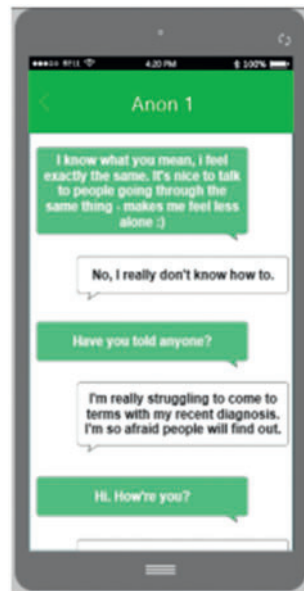 4:20 PM
100%
Anon 1
I know what you mean, i feel
exactly the same. It's nice to talk
to people going through the
same thing - makes me feel less
alone :)
No, I really don't know how to.
Have you told anyone?
I'm really struggling to come to
terms with my recent diagnosis.
I'm so afraid people will find out.
Hi. How're you?